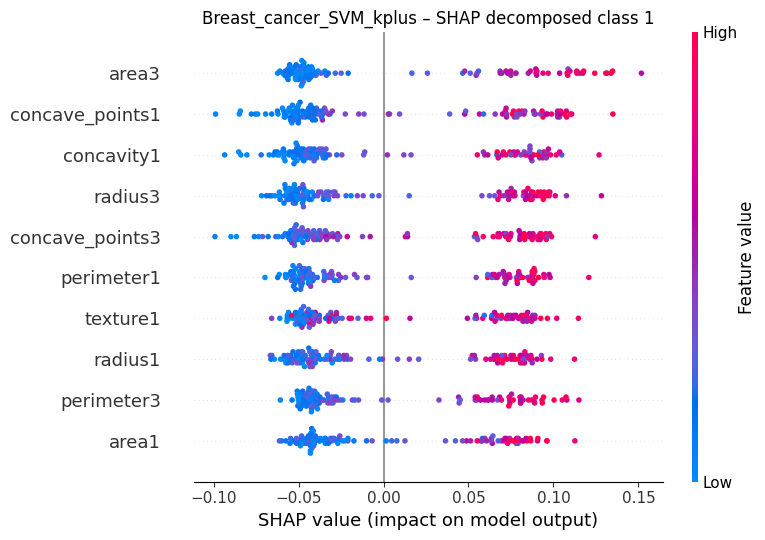 Breast_cancer_SVM_kplus – SHAP decomposed class 1
High
area3
concave_points1
concavity1
radius3
concave_points3
perimeter1
texture1
radius1
perimeter3
area1
Feature value
Low
−0.10 −0.05 0.00 0.05 0.10 0.15
SHAP value (impact on model output)